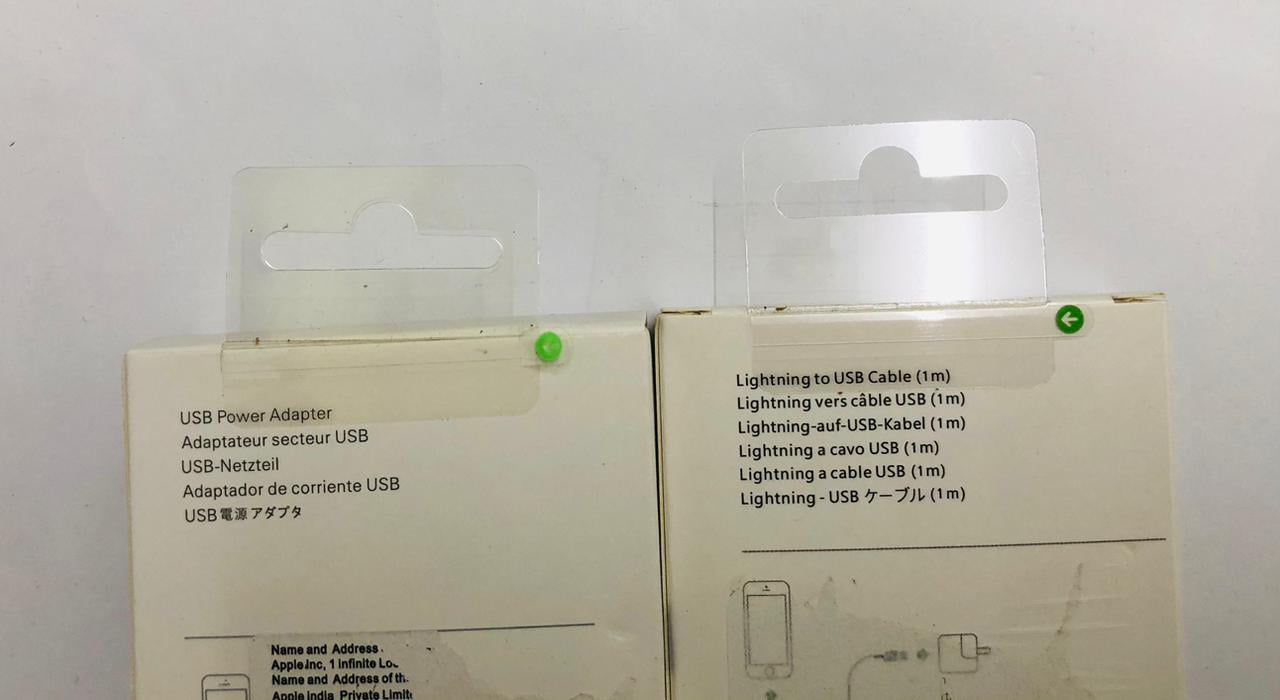 USB Power Adapter
Adaptateur secteur USB
USB-Netzteil
Adaptador de corriente USB
USB電源アダプタ
Name and Address
Apple Inc, 1 Infinite
Name and Address of
Apple India Private
Lightning to USB Cable (1m)
Lightning vers câble USB (1m)
Lightning-auf-USB-Kabel (1m)
Lightning a cavo USB (1m)
Lightning a cable USB (1m)
Lightning - USB ケーブル (1m)